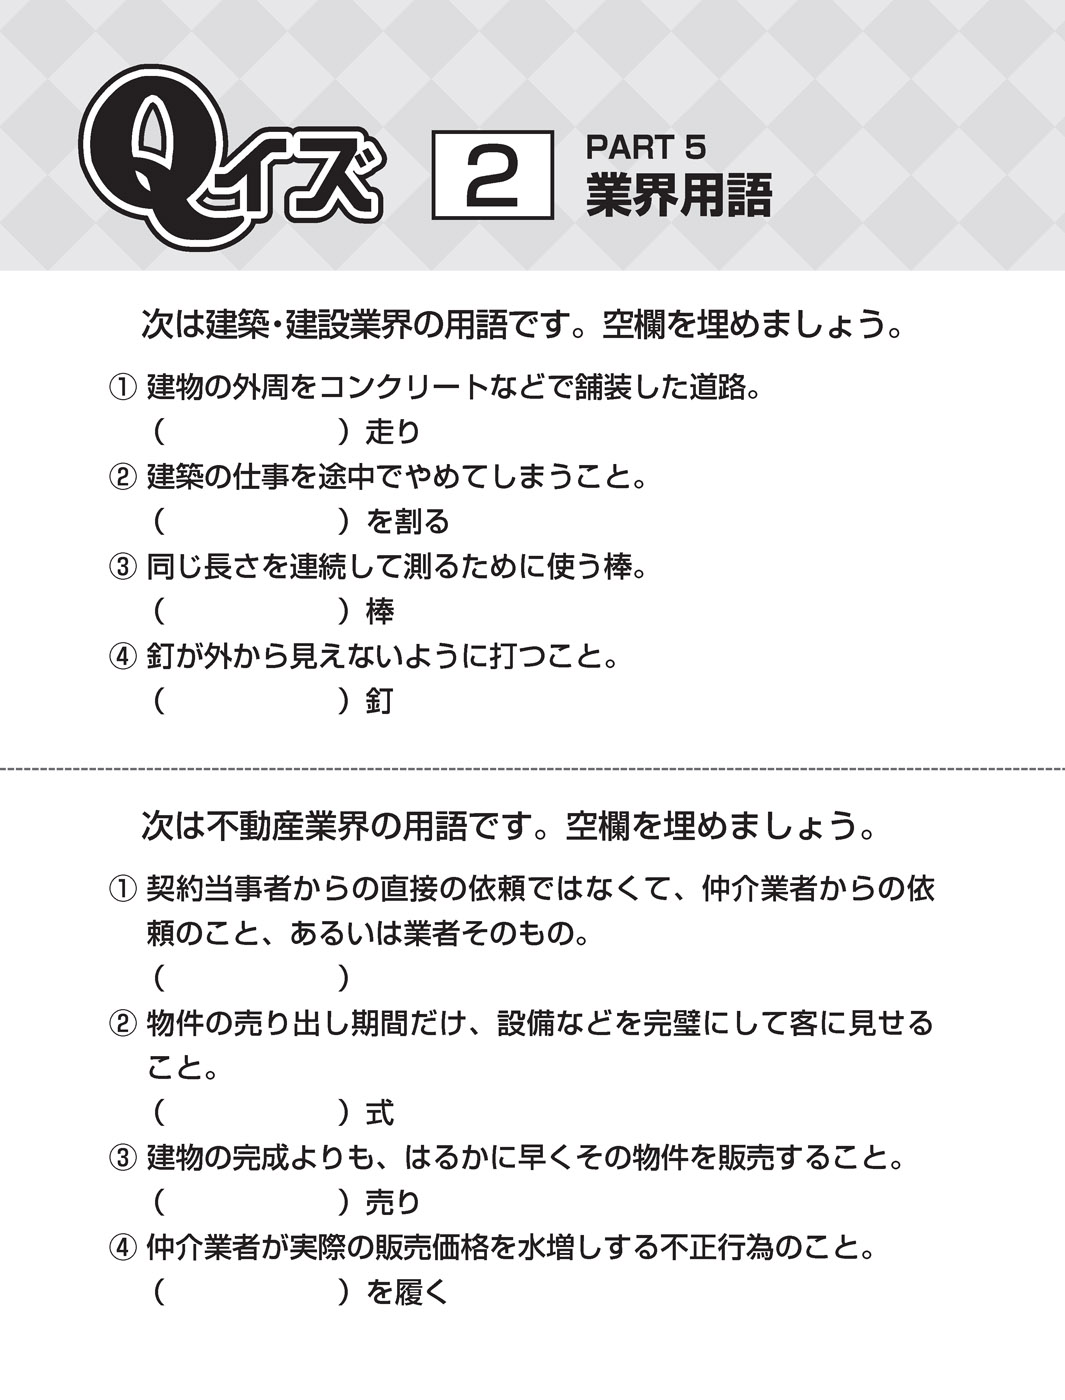 Qイズ
2
PART 5
業界用語
次は建築・建設業界の用語です。空欄を埋めましょう。
① 建物の外周をコンクリートなどで舗装した道路。
（　　　　　　）走り
② 建築の仕事を途中でやめてしまうこと。
（　　　　　　）を割る
③ 同じ長さを連続して測るために使う棒。
（　　　　　　）棒
④ 釘が外から見えないように打つこと。
（　　　　　　）釘
次は不動産業界の用語です。空欄を埋めましょう。
① 契約当事者からの直接の依頼ではなくて、仲介業者からの依
頼のこと、あるいは業者そのもの。
（　　　　　　）
② 物件の売り出し期間だけ、設備などを完璧にして客に見せる
こと。
（　　　　　　）式
③ 建物の完成よりも、はるかに早くその物件を販売すること。
（　　　　　　）売り
④ 仲介業者が実際の販売価格を水増しする不正行為のこと。
（　　　　　　）を履く